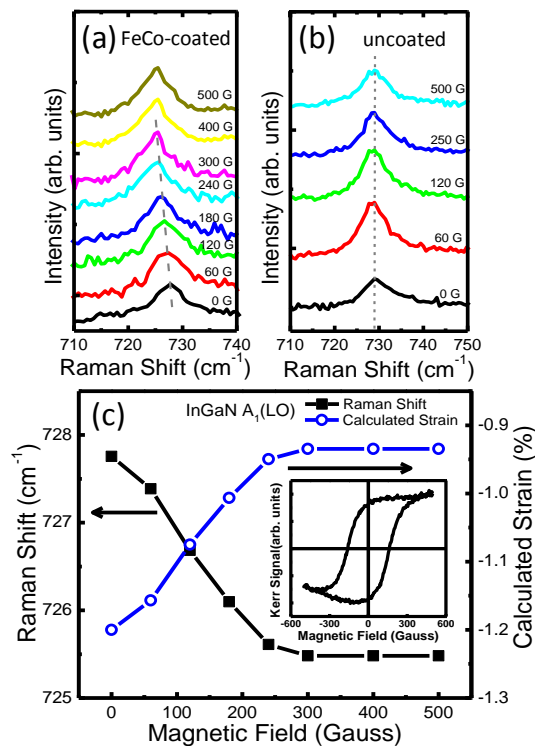 (a) FeCo-coated
500 G
400 G
300 G
240 G
180 G
120 G
60 G
0 G
Intensity (arb. units)
710 720 730 740
Raman Shift (cm-1)
(b) uncoated
500 G
250 G
120 G
60 G
0 G
Intensity (arb. units)
710 720 730 740 750
Raman Shift (cm-1)
(c)
InGaN A1(LO)
Raman Shift
Calculated Strain
728
727
726
725
Raman Shift (cm-1)
-0.9
-1.0
-1.1
-1.2
-1.3
Calculated Strain (%)
Kerr Signal(arb. units)
-600 -300 0 300 600
Magnetic Field (Gauss)
0 100 200 300 400 500
Magnetic Field (Gauss)